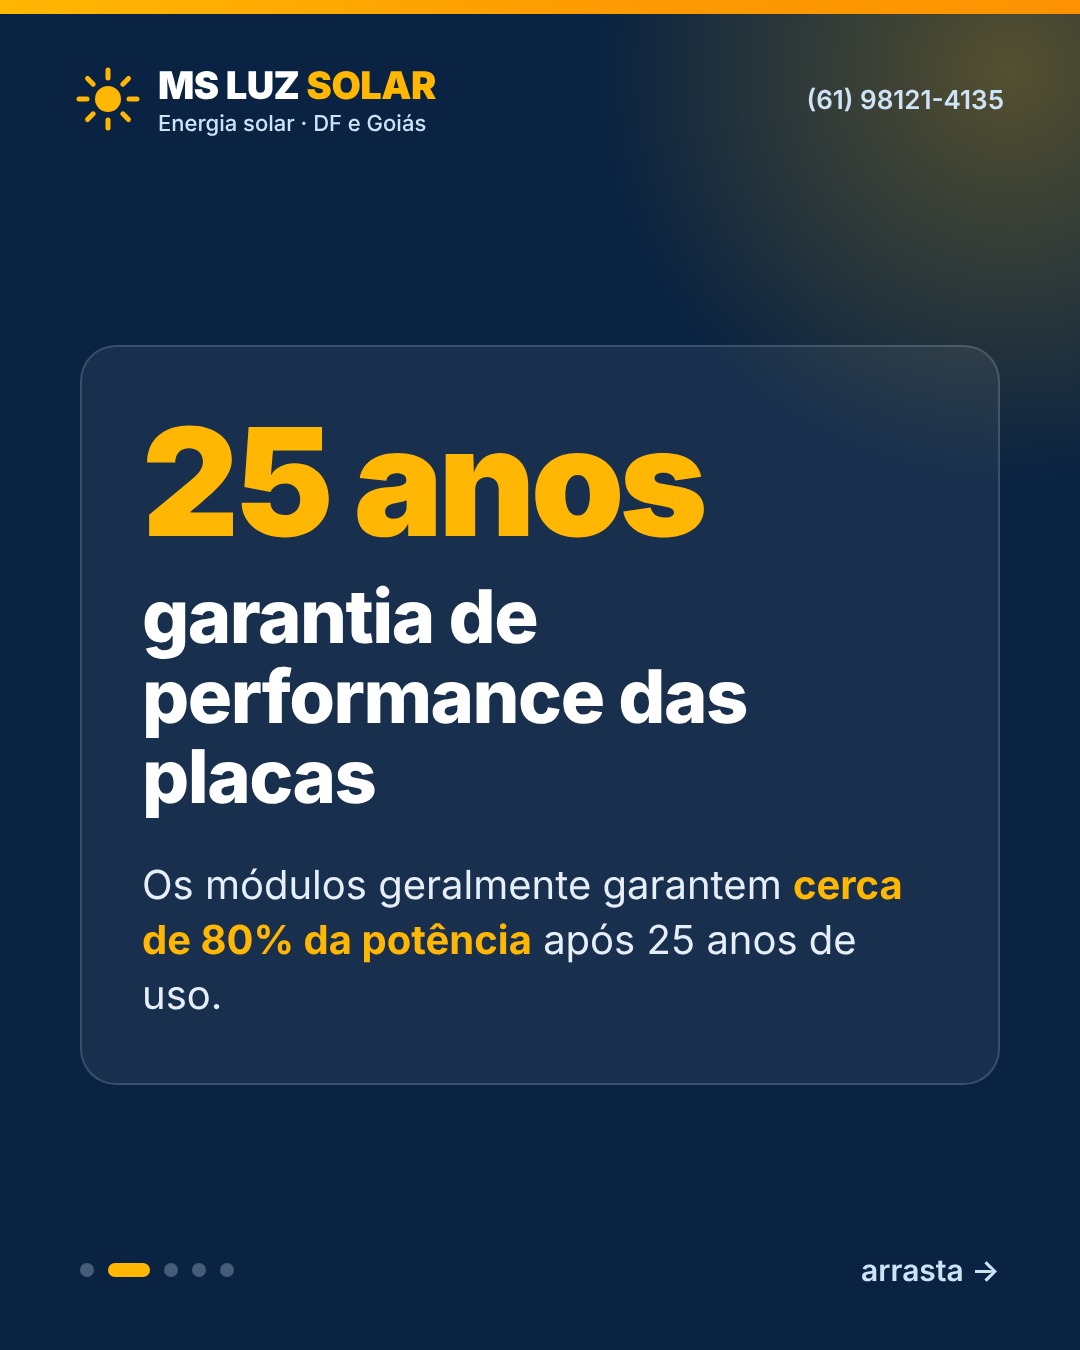 MS LUZ SOLAR
Energia solar · DF e Goiás
(61) 98121-4135
25 anos
garantia de
performance das
placas
Os módulos geralmente garantem cerca
de 80% da potência após 25 anos de
uso.
arrasta →